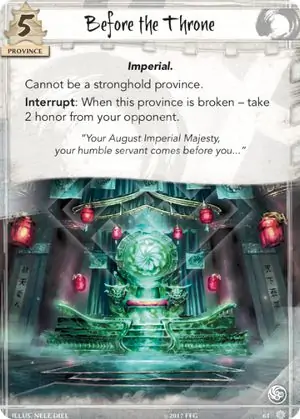 5
PROVINCE
Before the Throne
Imperial.
Cannot be a stronghold province.
Interrupt: When this province is broken – take
2 honor from your opponent.
"Your August Imperial Majesty,
your humble servant comes before you..."
ILLUS: NELE DIEL
© 2017 FFG